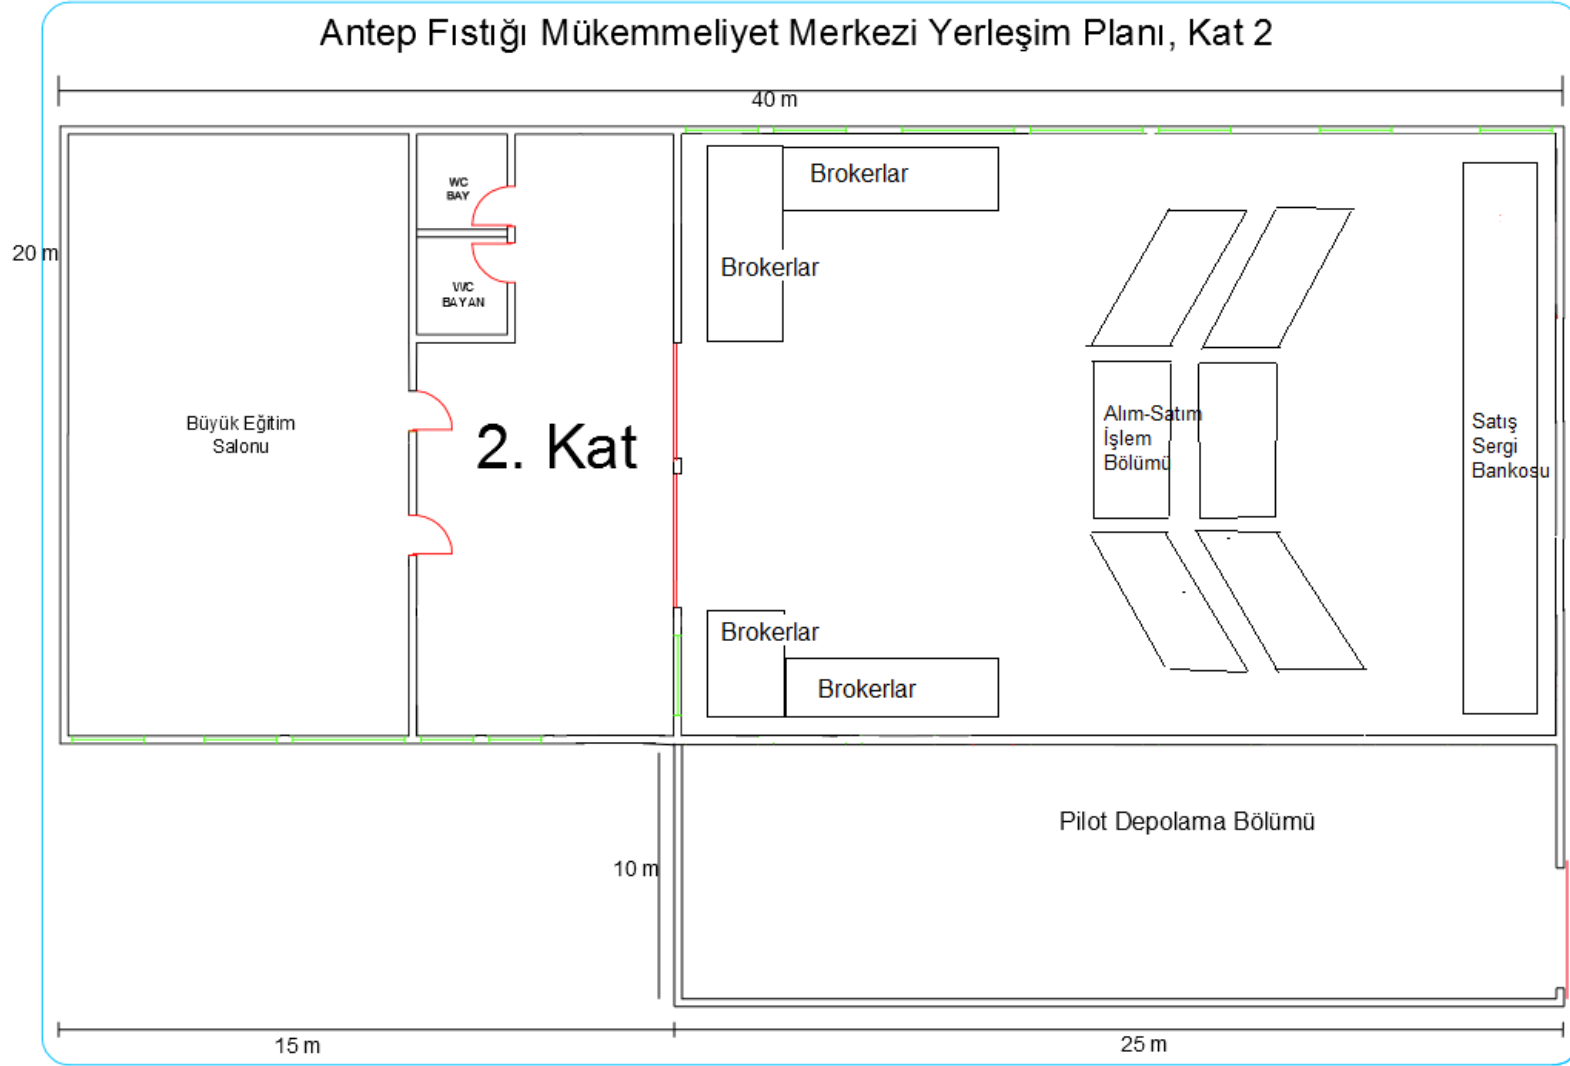 Antep Fıstığı Mükemmeliyet Merkezi Yerleşim Planı, Kat 2
40 m
Brokerlar
WC
BAY
20 m
Brokerlar
WC
BAYAN
Büyük Eğitim
Salonu
2. Kat
Alım-Satım
İşlem
Bölümü
Satış
Sergi
Bankosu
Brokerlar
Brokerlar
Pilot Depolama Bölümü
10 m
15 m
25 m